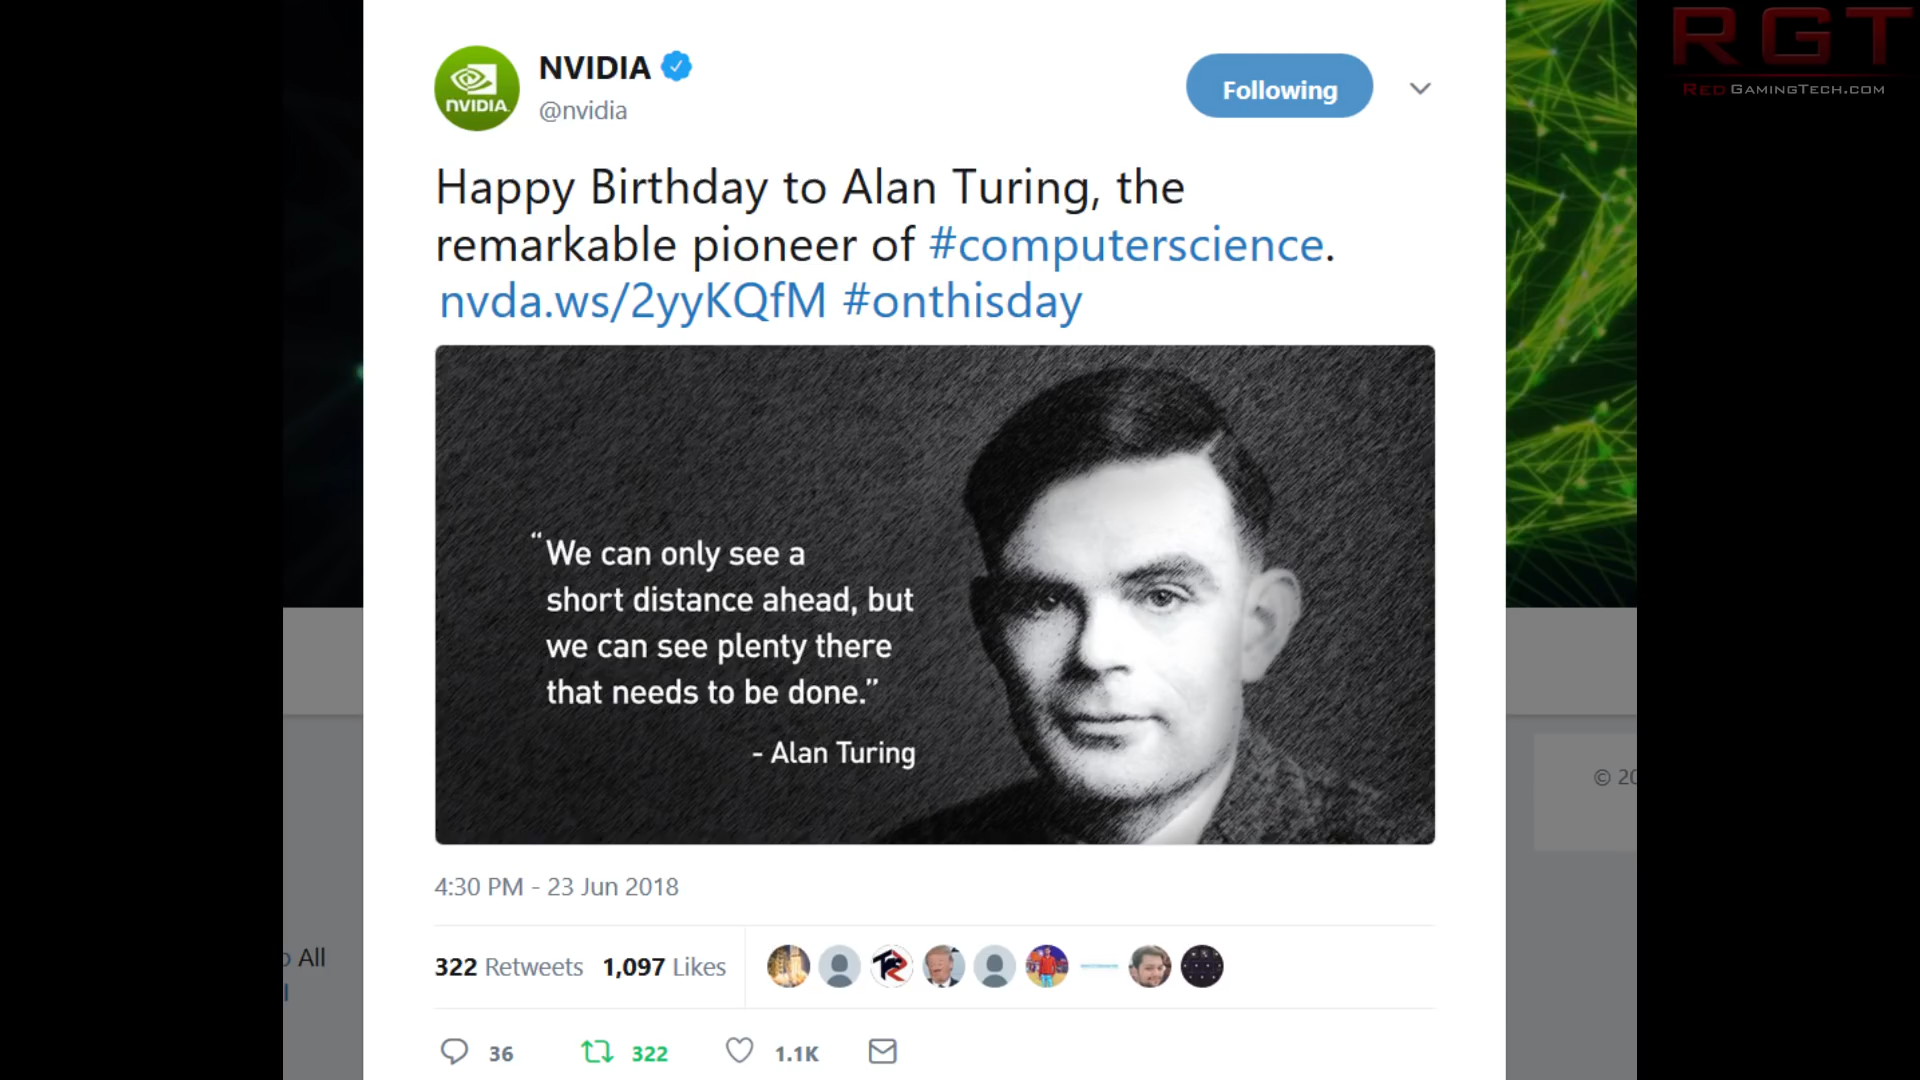 RGT
RedGamingTech.com
NVIDIA
@nvidia
NVIDIA.
Following
Happy Birthday to Alan Turing, the
remarkable pioneer of #computerscience.
nvda.ws/2yyKQfM #onthisday
“We can only see a
short distance ahead, but
we can see plenty there
that needs to be done.”
- Alan Turing
© 20
4:30 PM - 23 Jun 2018
All
322 Retweets 1,097 Likes
36 322 1.1K